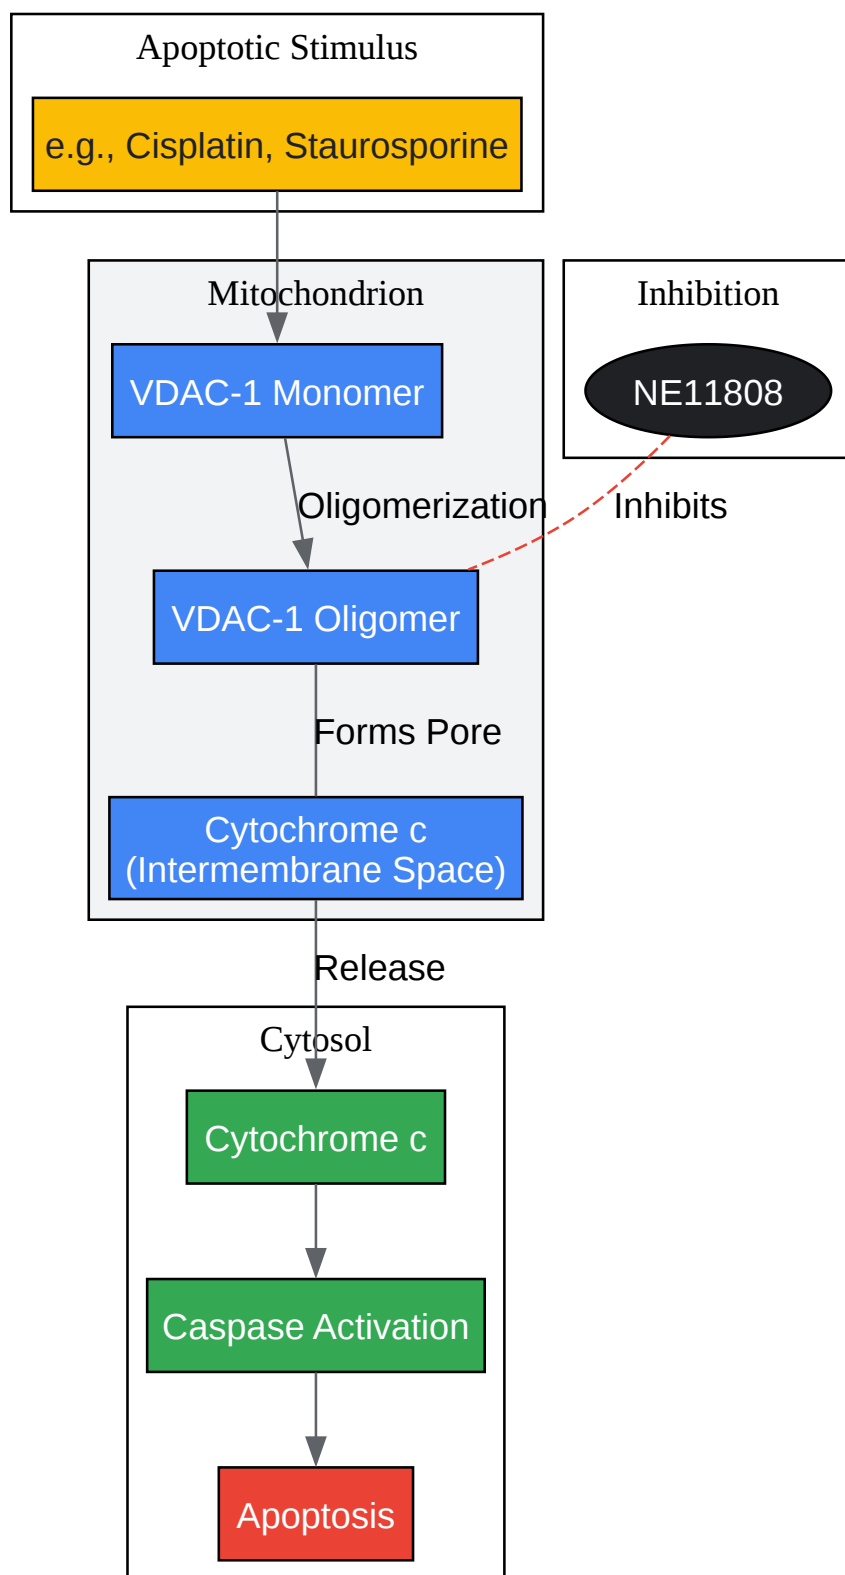 Apoptotic Stimulus
e.g., Cisplatin, Staurosporine
Mitochondrion
Inhibition
VDAC-1 Monomer
NE11808
Oligomerization
Inhibits
VDAC-1 Oligomer
Forms Pore
Cytochrome c
(Intermembrane Space)
Release
Cytosol
Cytochrome c
Caspase Activation
Apoptosis